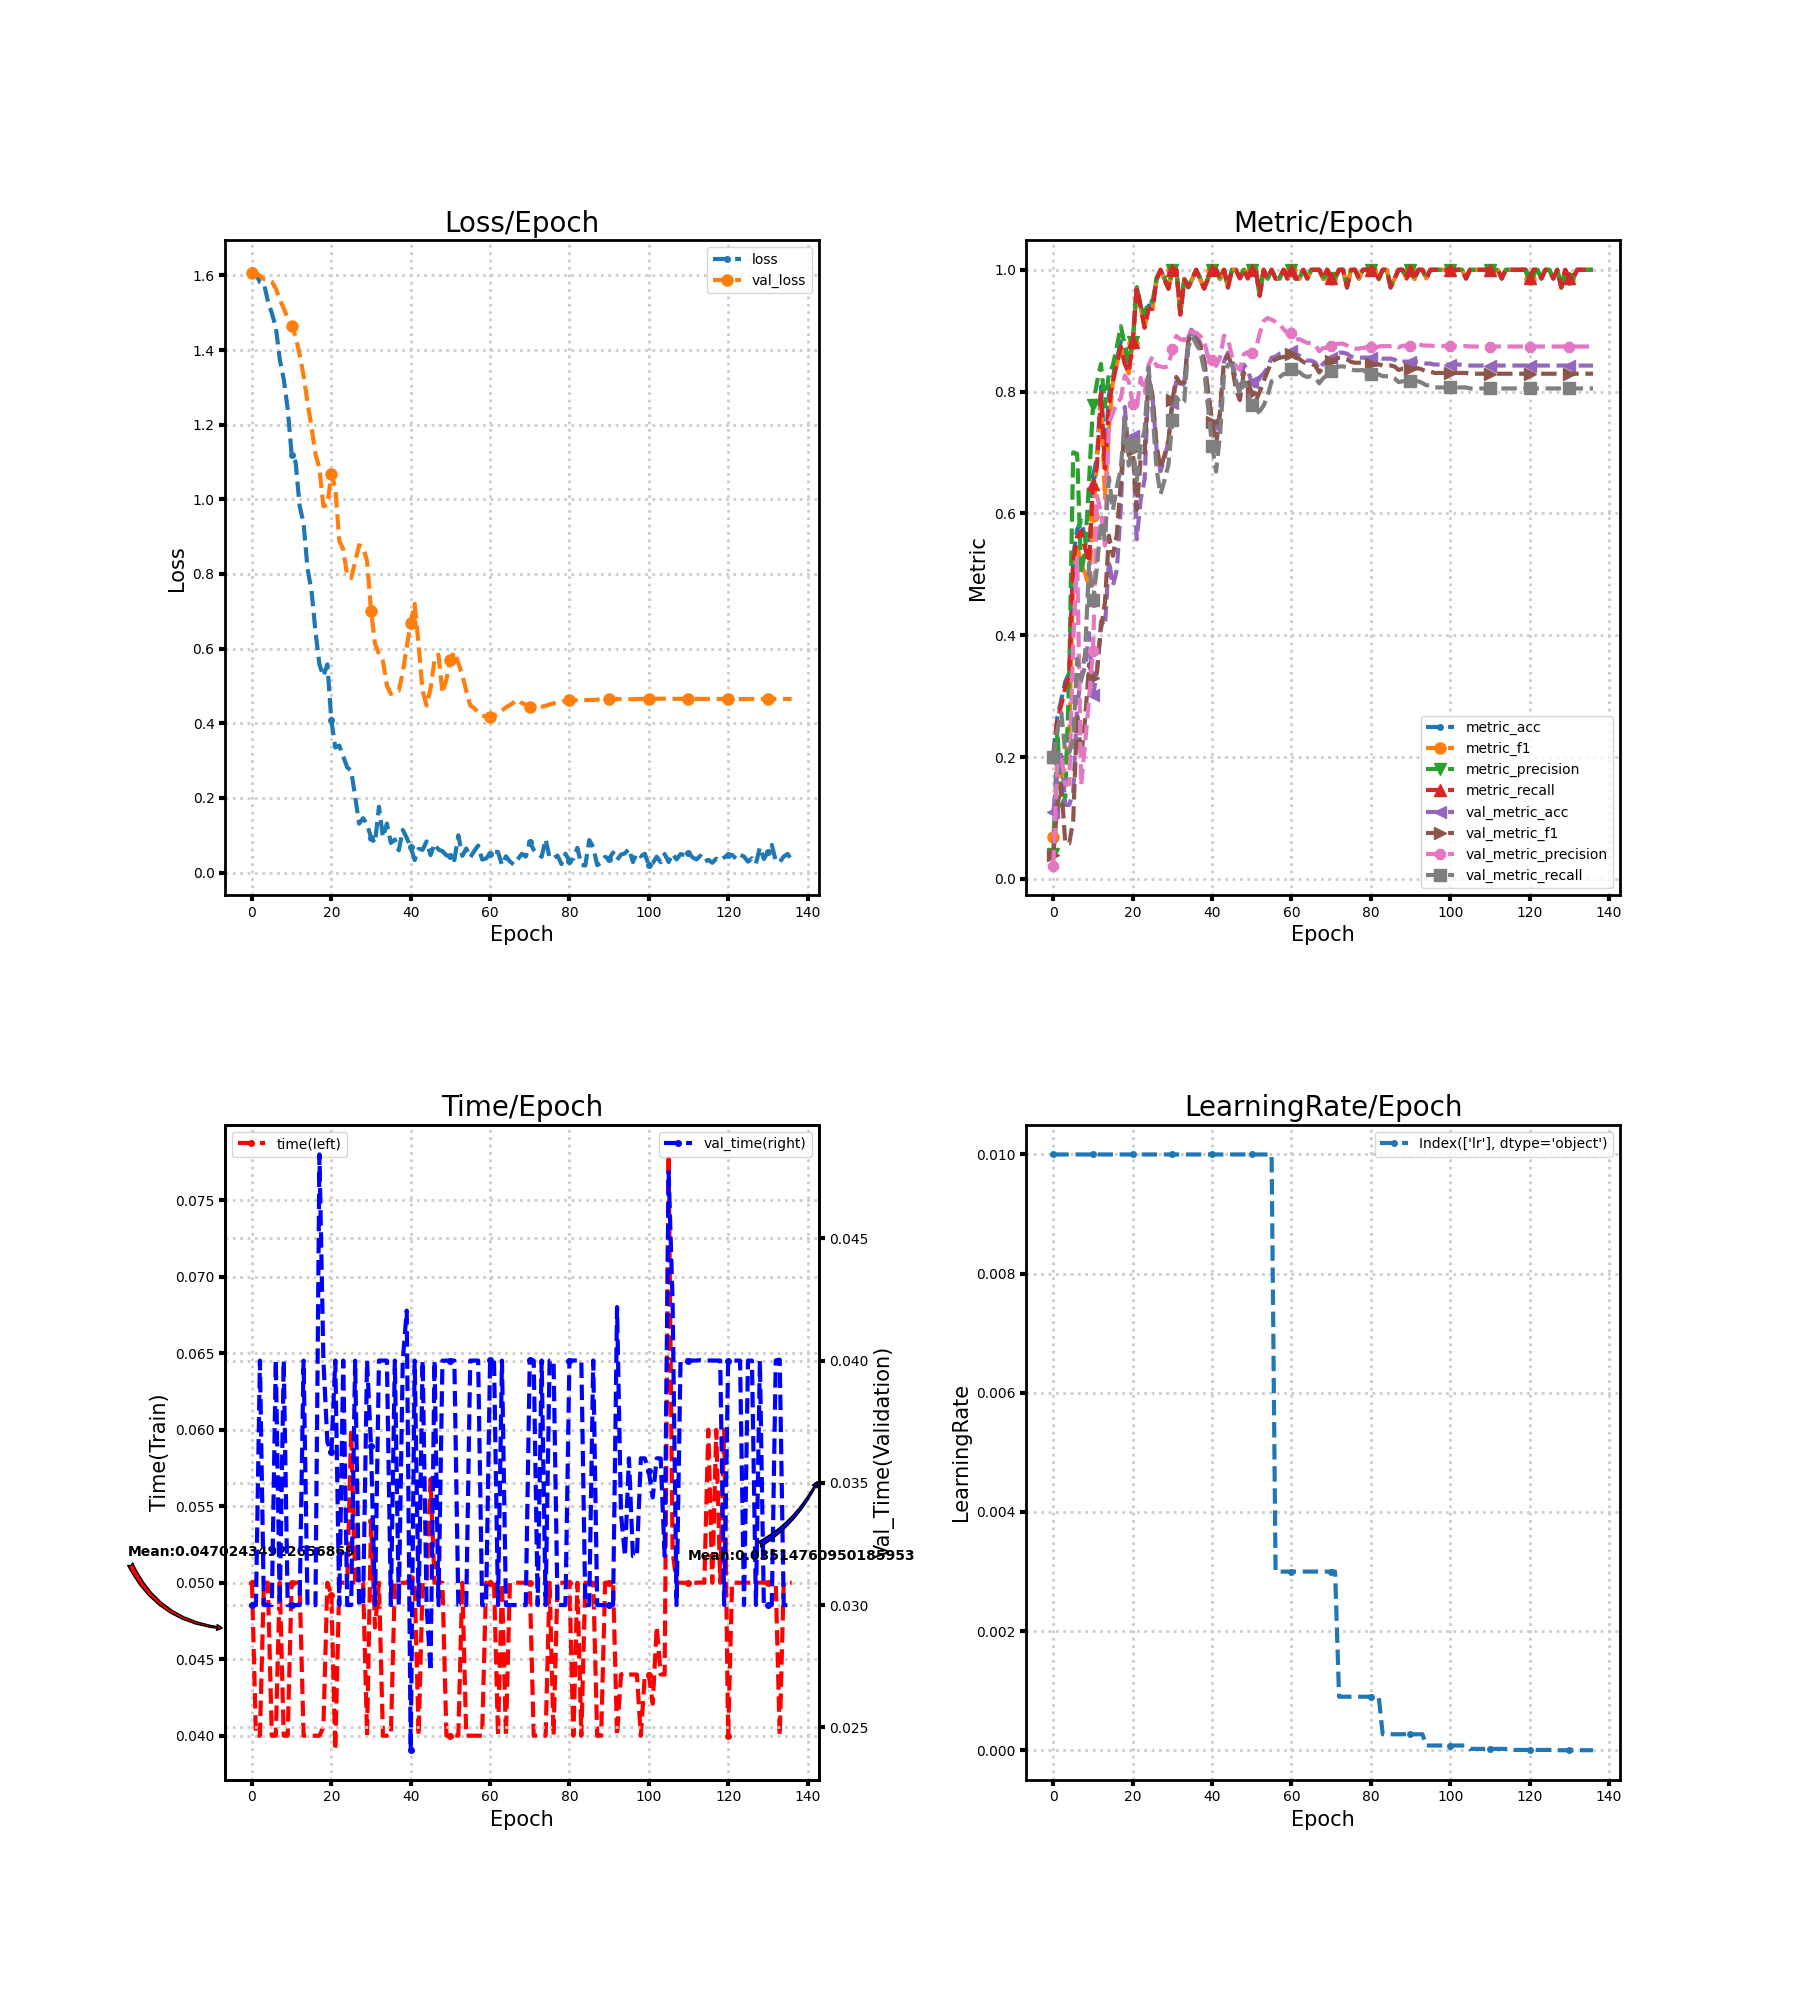 Loss/Epoch
loss
val_loss
1.6
1.4
1.2
1.0
0.8
0.6
0.4
0.2
0.0
Loss
0 20 40 60 80 100 120 140
Epoch
Metric/Epoch
1.0
0.8
0.6
0.4
0.2
0.0
Metric
metric_acc
metric_f1
metric_precision
metric_recall
val_metric_acc
val_metric_f1
val_metric_precision
val_metric_recall
0 20 40 60 80 100 120 140
Epoch
Time/Epoch
time(left)
val_time(right)
0.075
0.070
0.065
0.060
0.055
0.050
0.045
0.040
Time(Train)
0.045
0.040
0.035
0.030
0.025
Val_Time(Validation)
Mean:0.03514760950185953
0 20 40 60 80 100 120 140
Epoch
LearningRate/Epoch
Index(['lr'], dtype='object')
0.010
0.008
0.006
0.004
0.002
0.000
LearningRate
0 20 40 60 80 100 120 140
Epoch